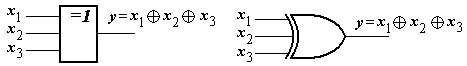 x₁ =1 y = x₁ ⊕ x₂ ⊕ x₃
x₂
x₃
x₁ y = x₁ ⊕ x₂ ⊕ x₃
x₂
x₃